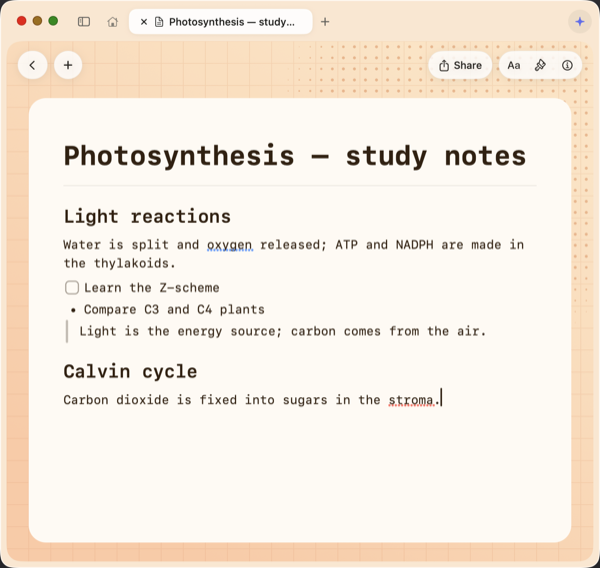 Photosynthesis — study...
Share
Aa
Photosynthesis — study notes
Light reactions
Water is split and oxygen released; ATP and NADPH are made in
the thylakoids.
Learn the Z-scheme
• Compare C3 and C4 plants
Light is the energy source; carbon comes from the air.
Calvin cycle
Carbon dioxide is fixed into sugars in the stroma.